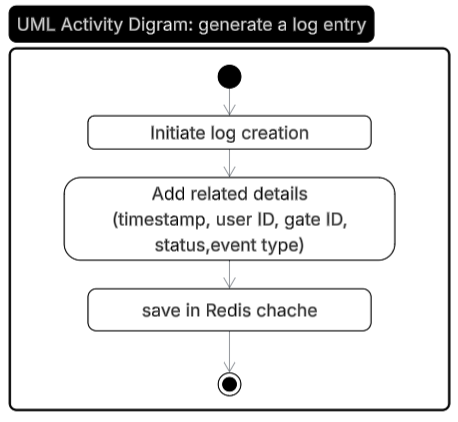 UML Activity Digram: generate a log entry
Initiate log creation
Add related details
(timestamp, user ID, gate ID,
status,event type)
save in Redis chache